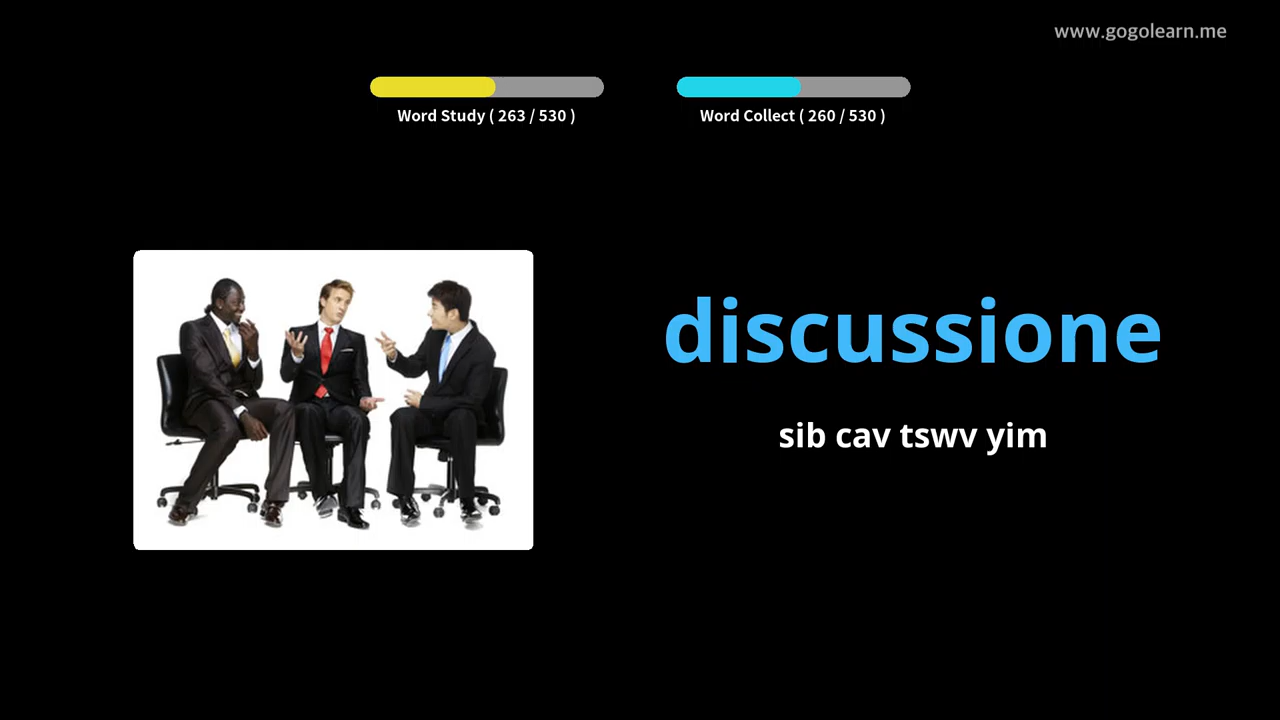 www.gogolearn.me
Word Study ( 263 / 530 )
Word Collect ( 260 / 530 )
discussione
sib cav tswv yim